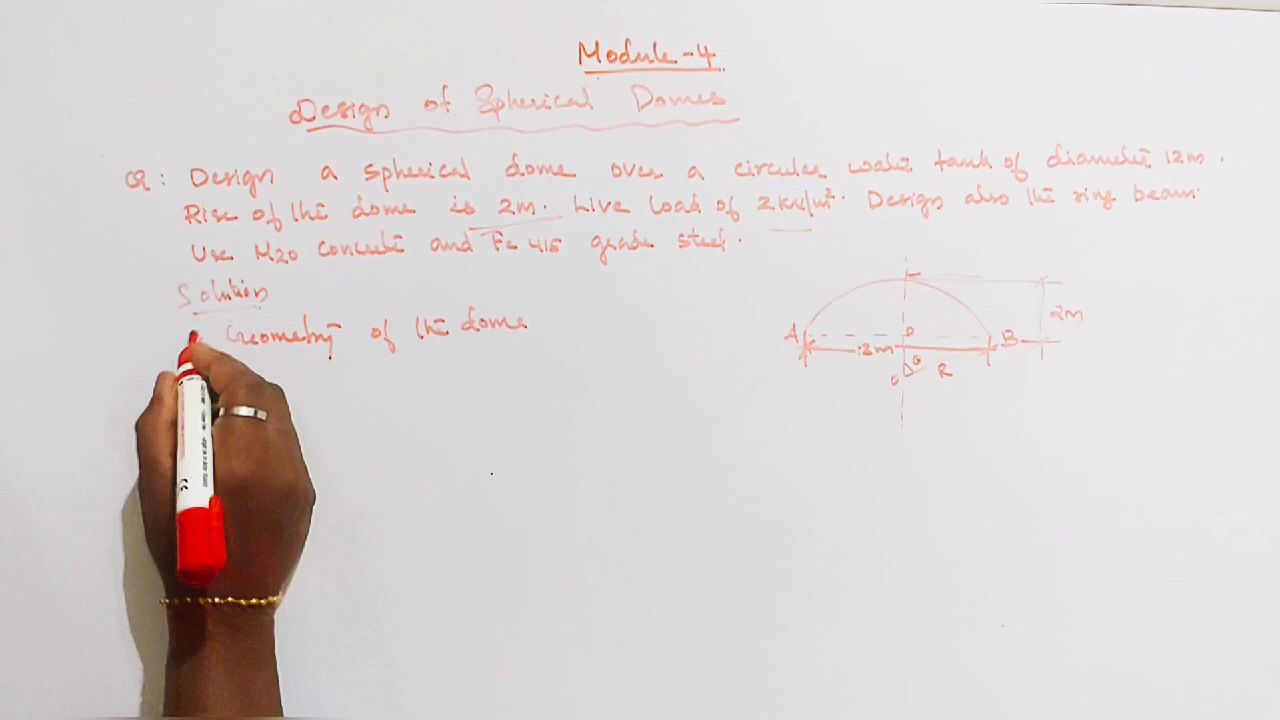 Module-4
Design of Spherical Domes
Q: Design a spherical dome over a circular water tank of diameter 12m.
Rise of the dome is 2m. Live load of 2kN/m². Design also the ring beam.
Use M20 concrete and Fe 415 grade steel.
Solution
Geometry of the dome
2m
A
B
12m
O
R